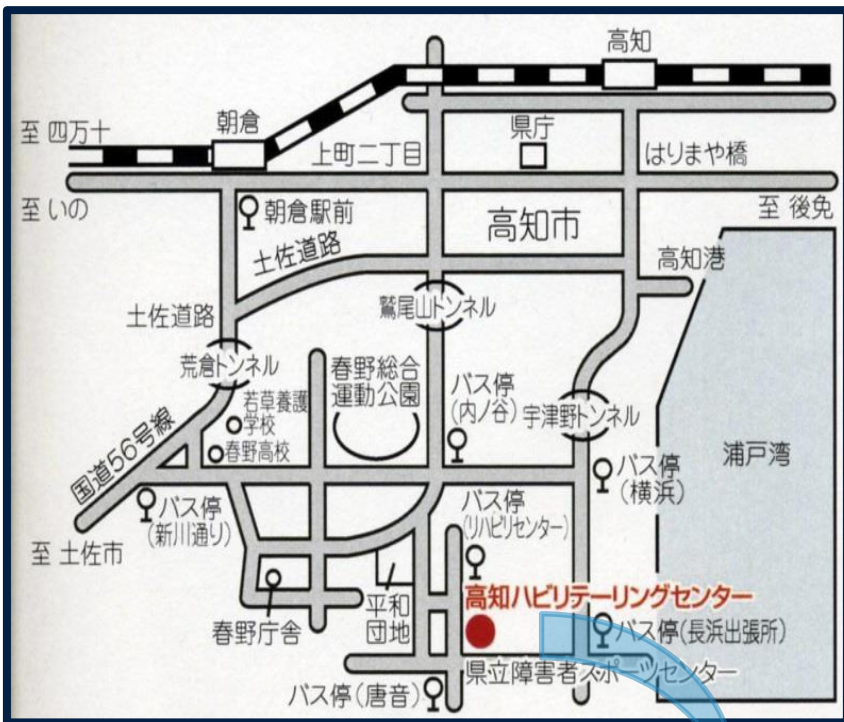 高知
至 四万十
朝倉
上町二丁目
県庁
はりまや橋
至 いの
朝倉駅前
高知市
至 後免
土佐道路
高知港
土佐道路
鷲尾山トンネル
荒倉トンネル
春野総合
運動公園
バス停
(内ノ谷)
宇津野トンネル
若草養護
学校
春野高校
国道56号線
バス停
(横浜)
浦戸湾
バス停
(新川通り)
バス停
(リハビリセンター)
至 土佐市
高知ハビリテーリングセンター
春野庁舎
平和
団地
バス停(長浜出張所)
県立障害者スポーツセンター
バス停(唐音)